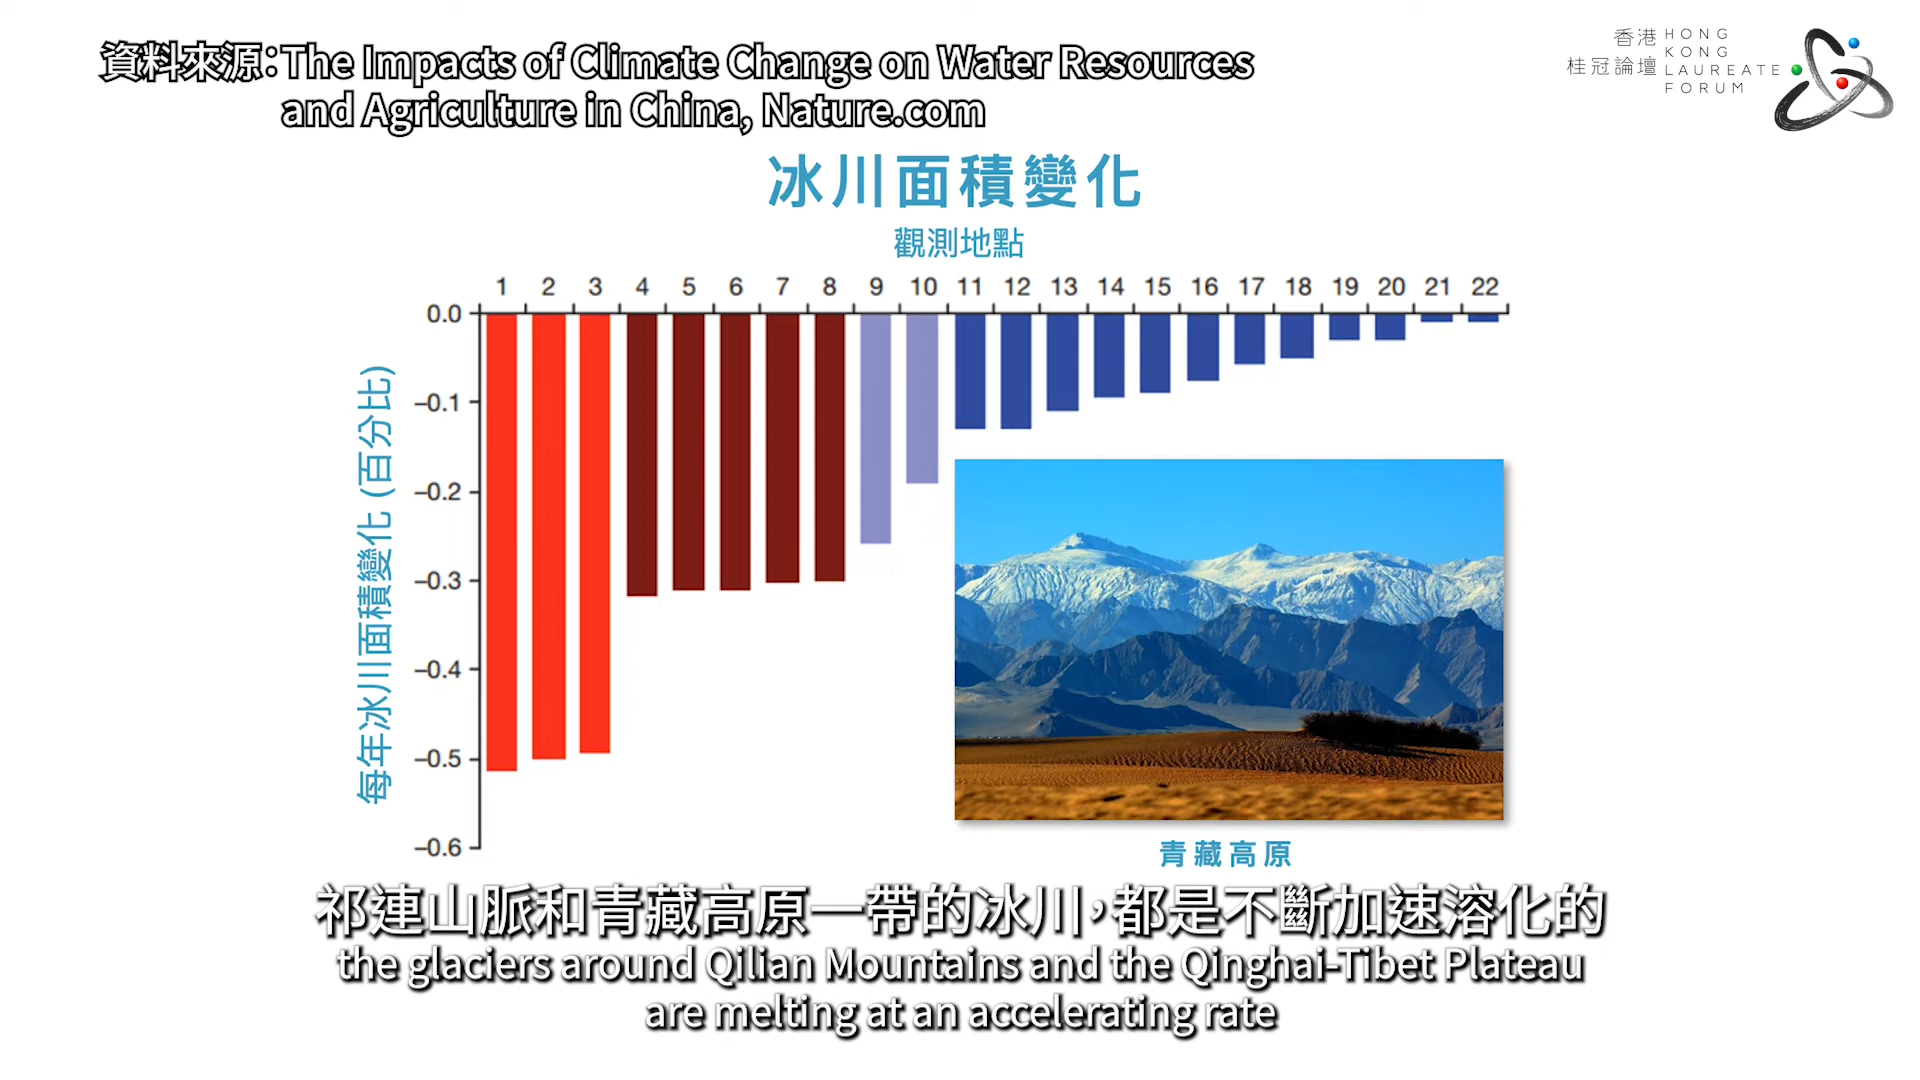 資料來源：The Impacts of Climate Change on Water Resources
and Agriculture in China, Nature.com
香港 HONG
KONG
桂冠論壇 LAUREATE
FORUM
冰川面積變化
觀測地點
1 2 3 4 5 6 7 8 9 10 11 12 13 14 15 16 17 18 19 20 21 22
0.0
–0.1
–0.2
–0.3
–0.4
–0.5
–0.6
每年冰川面積變化 (百分比)
青藏高原
祁連山脈和青藏高原一帶的冰川，都是不斷加速溶化的
the glaciers around Qilian Mountains and the Qinghai-Tibet Plateau
are melting at an accelerating rate